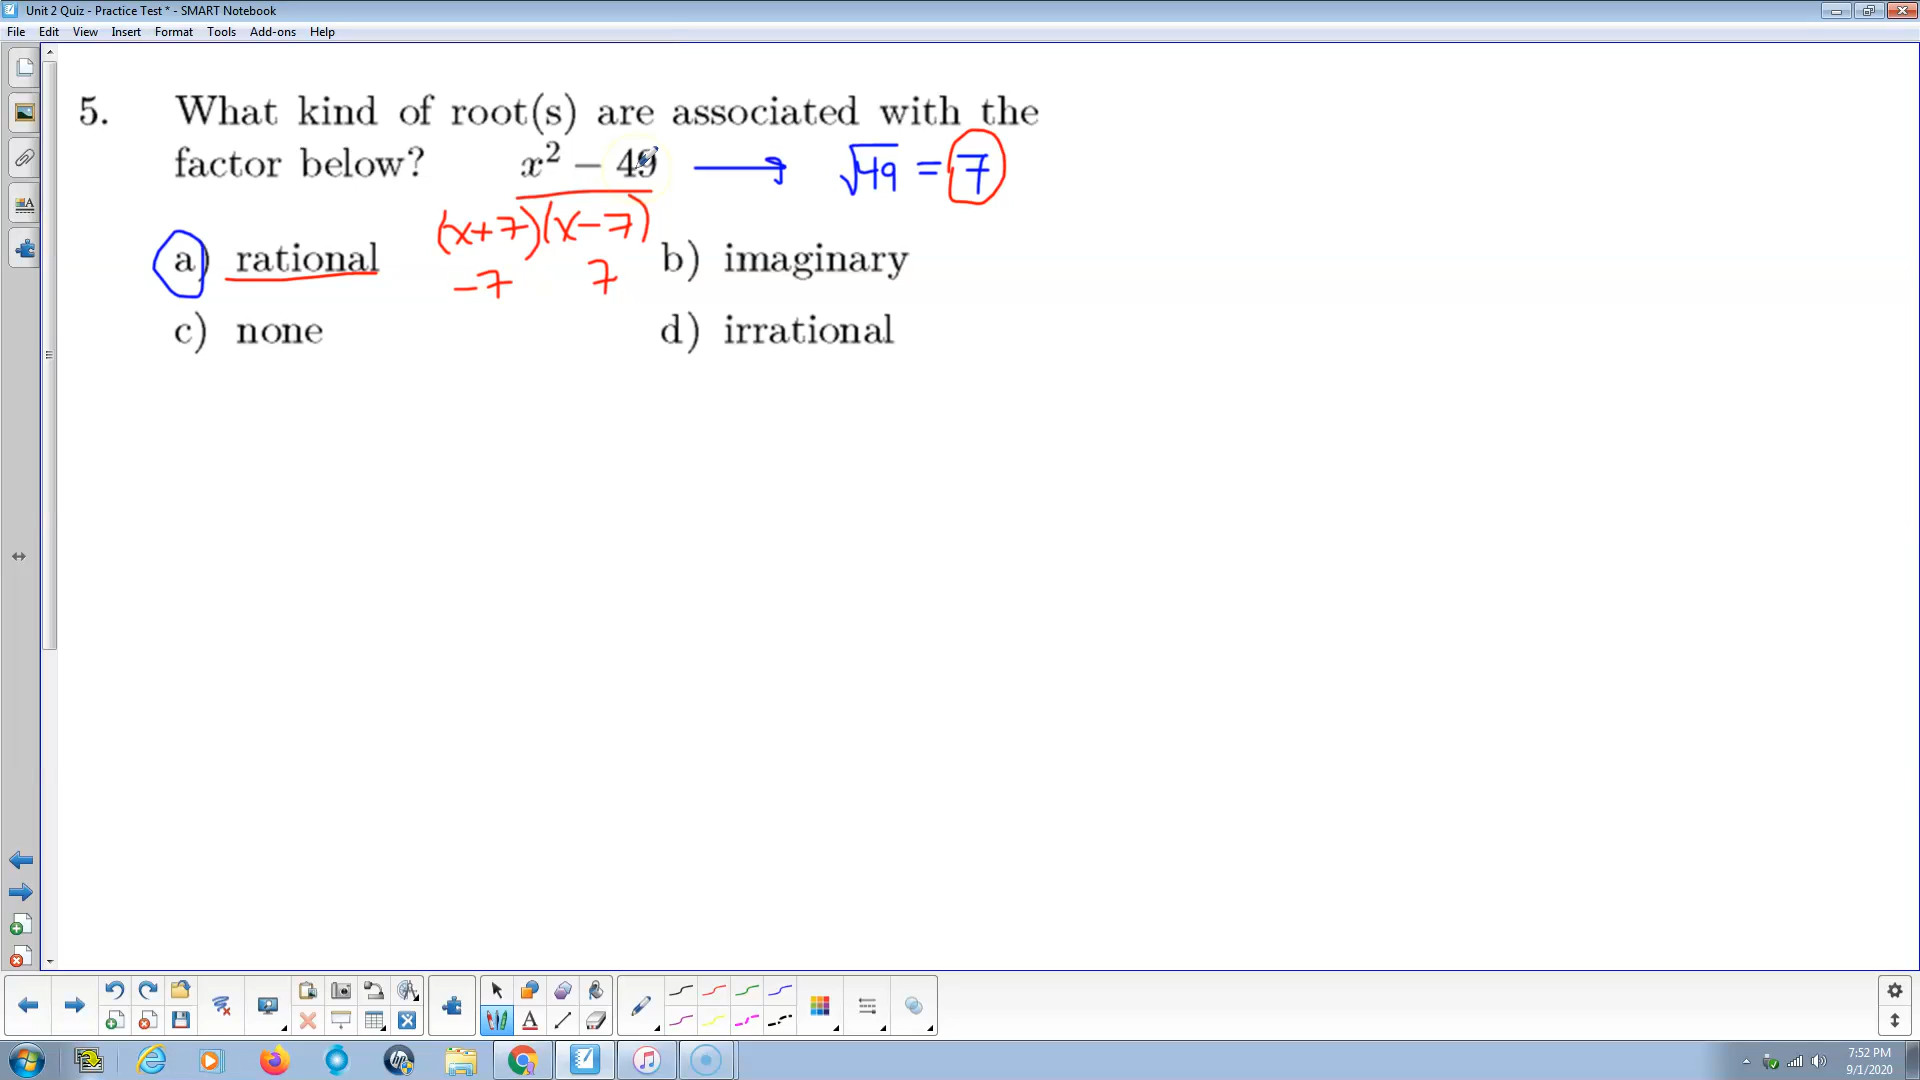 Unit 2 Quiz - Practice Test * - SMART Notebook
File Edit View Insert Format Tools Add-ons Help
5. What kind of root(s) are associated with the
factor below? x² − 49 → √49 = 7
(x+7)(x−7)
a) rational b) imaginary
−7 7
c) none d) irrational
7:52 PM
9/1/2020